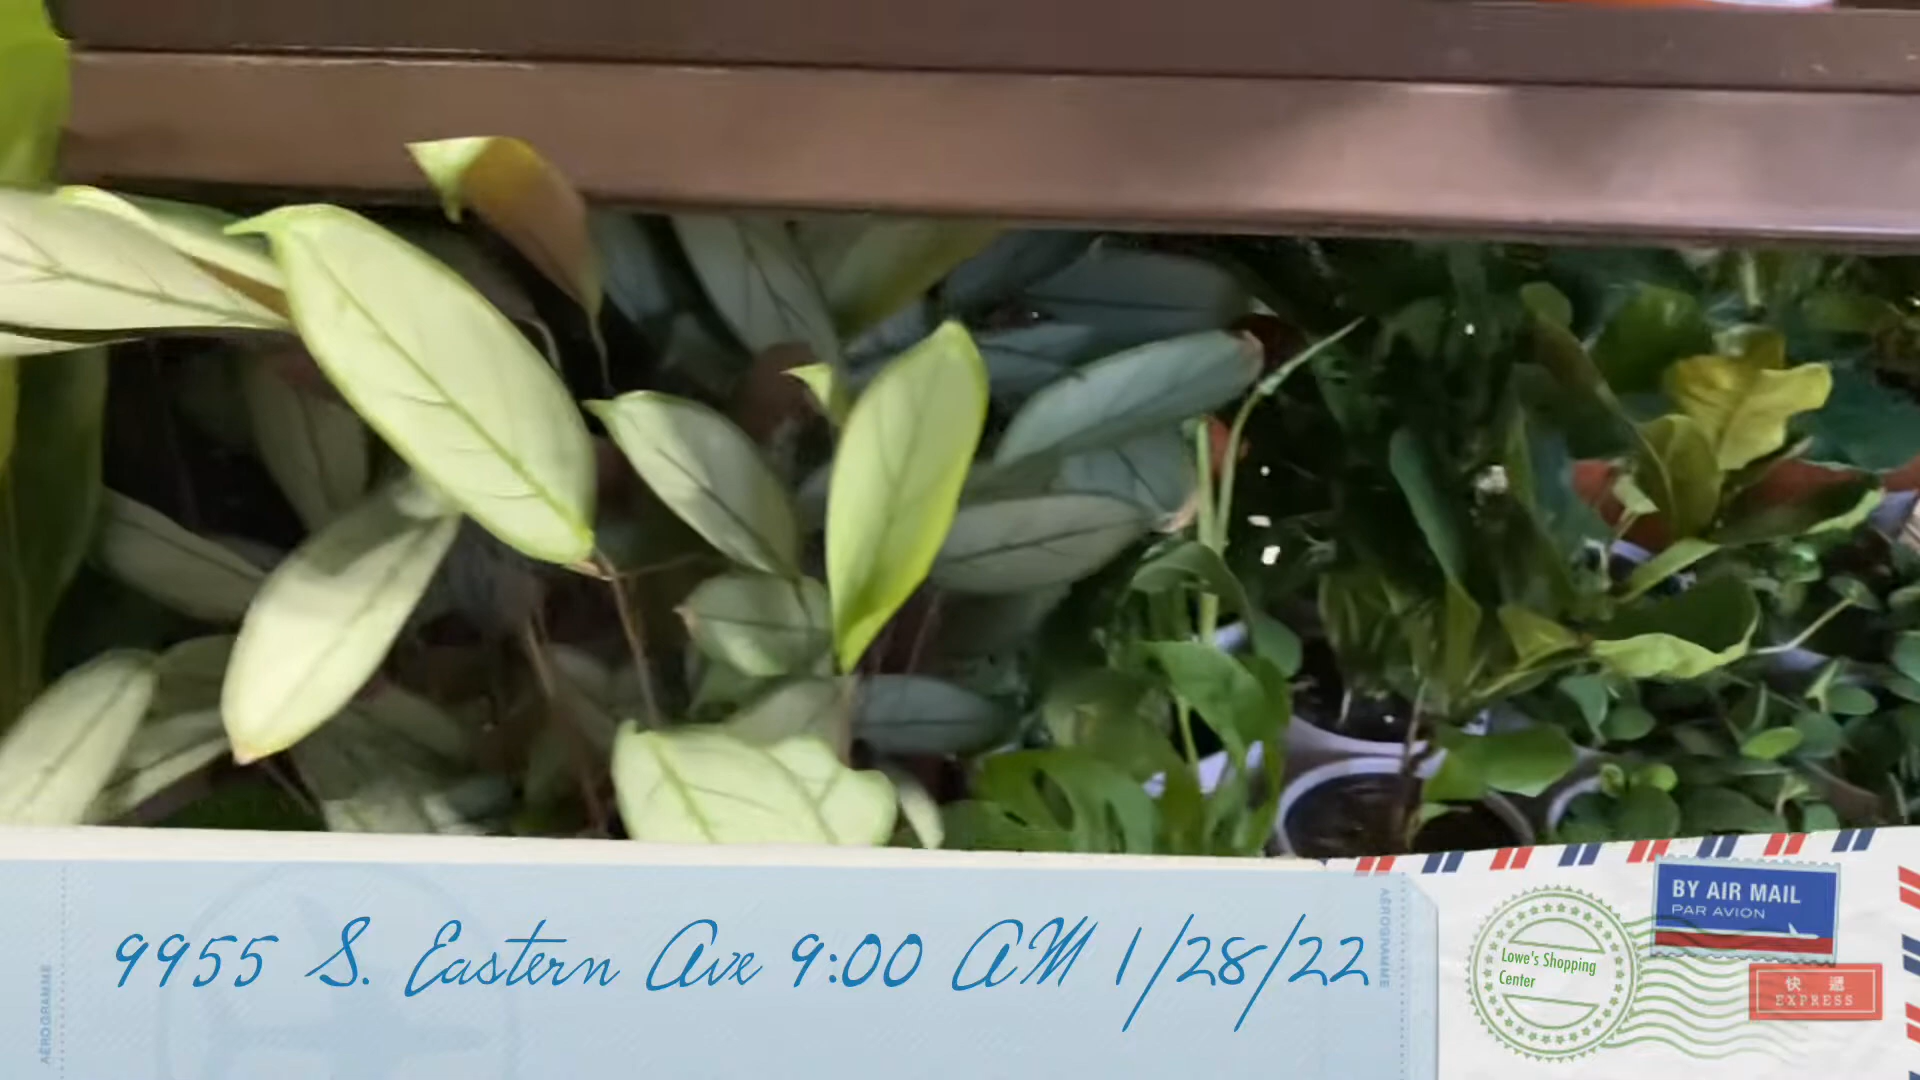 9955 S. Eastern Ave 9:00 AM 1/28/22
AÉROGRAMME
AÉROGRAMME
Lowe's Shopping
Center
BY AIR MAIL
PAR AVION
快遞
EXPRESS